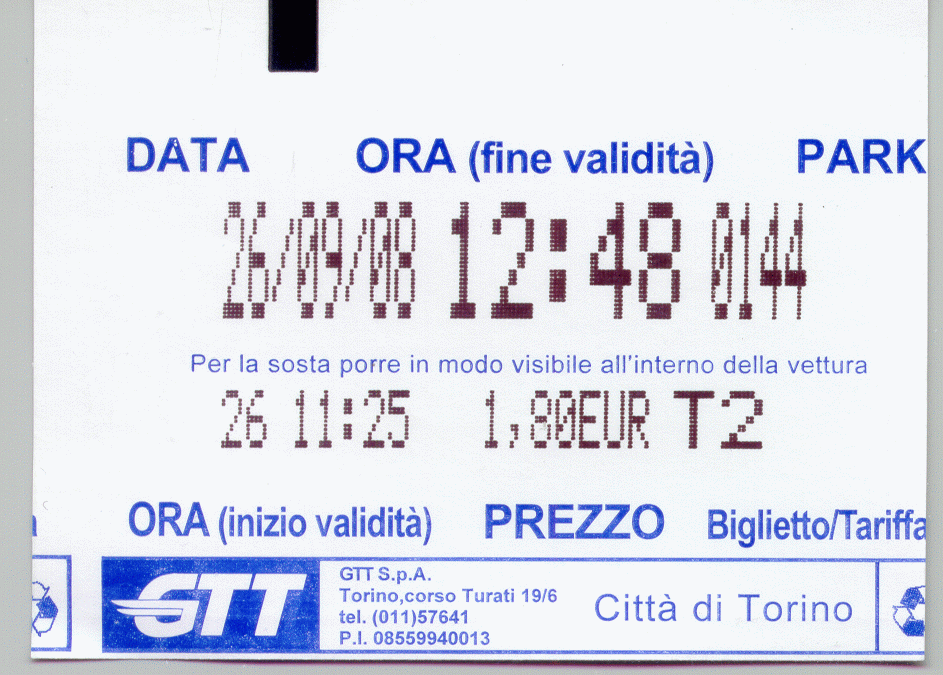 DATA ORA (fine validità) PARK
26/09/08 12:48 0144
Per la sosta porre in modo visibile all'interno della vettura
26 11:25 1,80EUR T2
ORA (inizio validità) PREZZO Biglietto/Tariffa
GTT
GTT S.p.A.
Torino,corso Turati 19/6
tel. (011)57641
P.I. 08559940013
Città di Torino